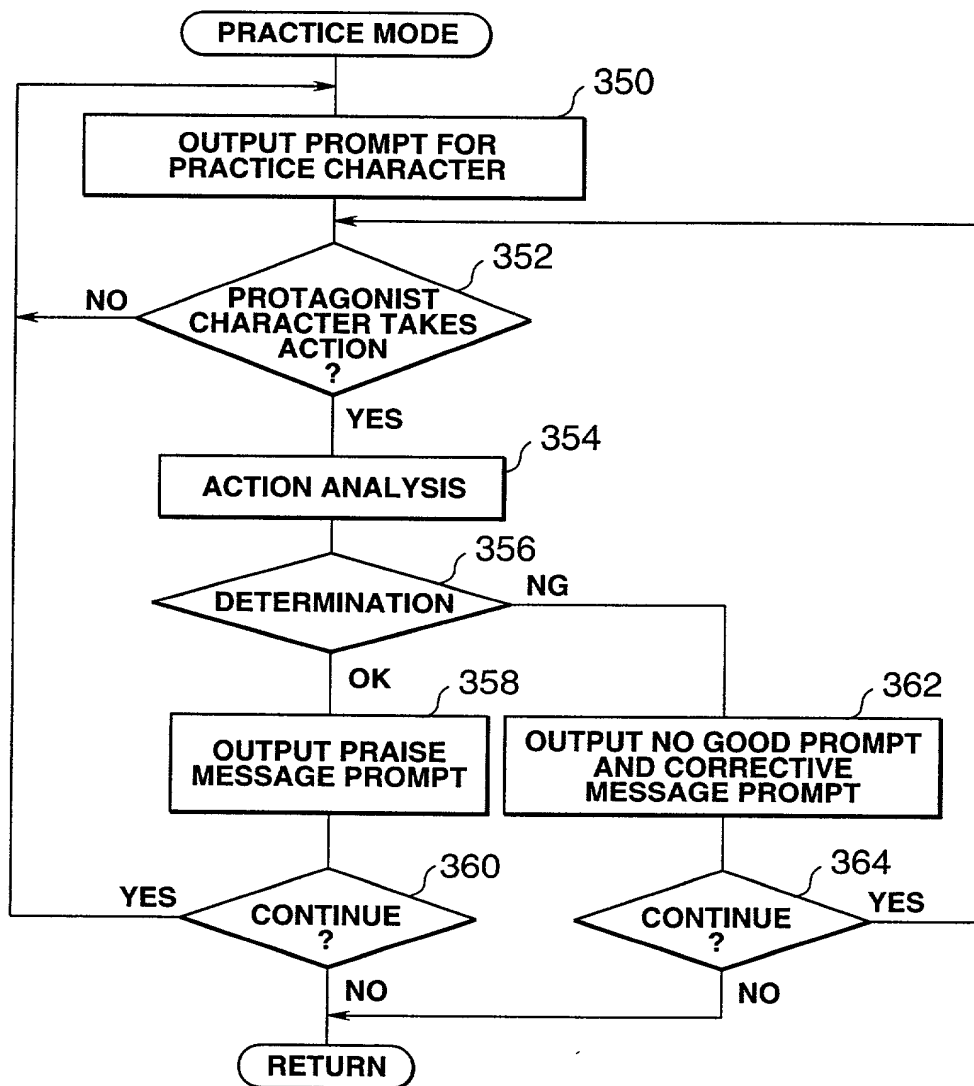 PRACTICE MODE
350
OUTPUT PROMPT FOR
PRACTICE CHARACTER
352
NO
PROTAGONIST
CHARACTER TAKES
ACTION
?
YES
354
ACTION ANALYSIS
356
DETERMINATION
NG
OK
358
OUTPUT PRAISE
MESSAGE PROMPT
362
OUTPUT NO GOOD PROMPT
AND CORRECTIVE
MESSAGE PROMPT
360
YES
CONTINUE
?
NO
364
CONTINUE
?
YES
NO
RETURN